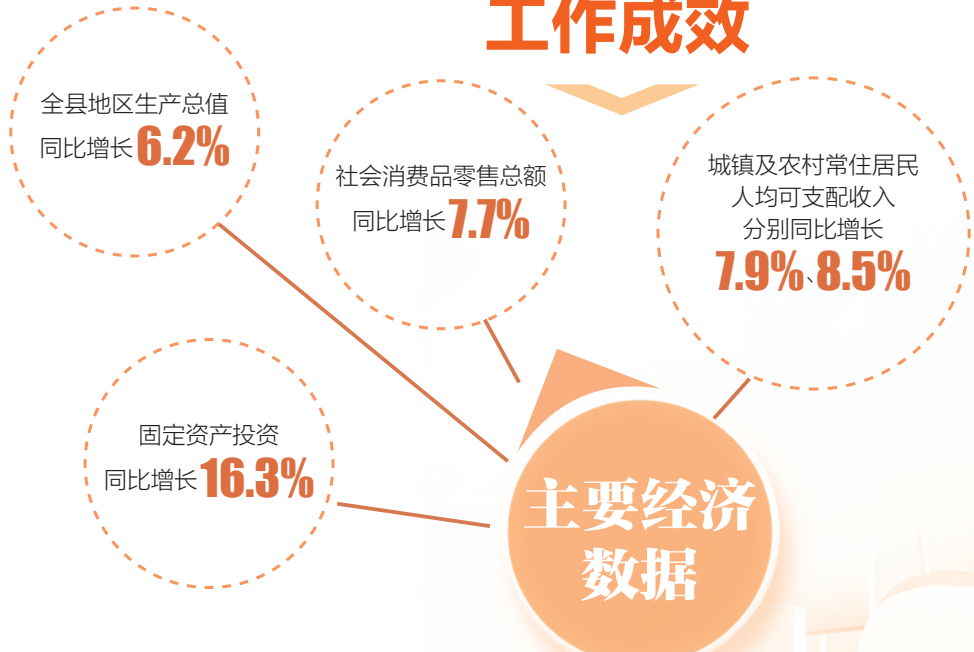 工作成效
全县地区生产总值
同比增长6.2%
社会消费品零售总额
同比增长7.7%
城镇及农村常住居民
人均可支配收入
分别同比增长
7.9%、8.5%
固定资产投资
同比增长16.3%
主要经济
数据